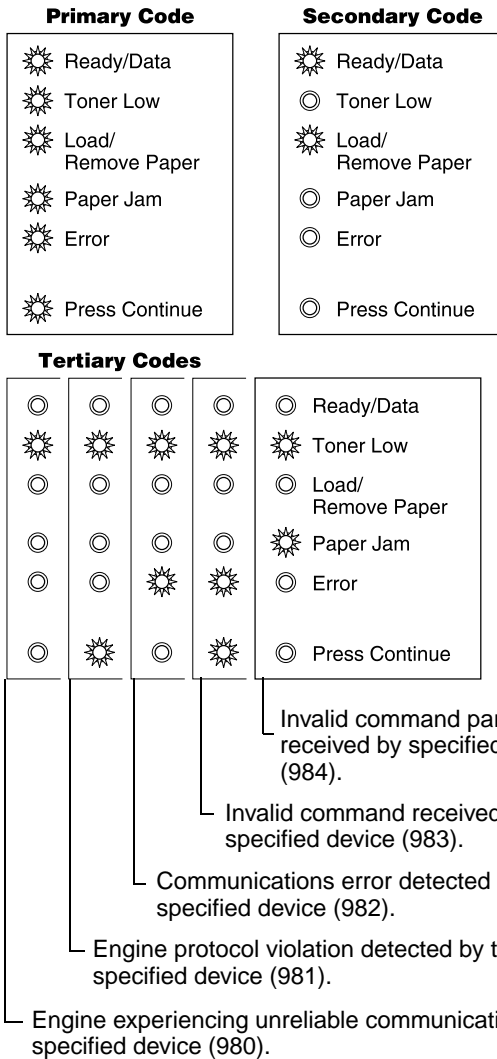 Primary Code
Ready/Data
Toner Low
Load/
Remove Paper
Paper Jam
Error
Press Continue
Secondary Code
Ready/Data
Toner Low
Load/
Remove Paper
Paper Jam
Error
Press Continue
Tertiary Codes
Ready/Data
Toner Low
Load/
Remove Paper
Paper Jam
Error
Press Continue
Invalid command
received by specified
(984).
Invalid command received
specified device (983).
Communications error detected
specified device (982).
Engine protocol violation detected by
specified device (981).
Engine experiencing unreliable
specified device (980).